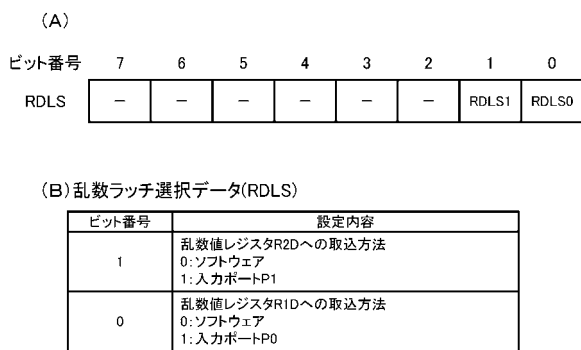 (A)
ビット番号 7 6 5 4 3 2 1 0
RDLS － － － － － － RDLS1 RDLS0
(B)乱数ラッチ選択データ(RDLS)
ビット番号 設定内容
1 乱数値レジスタR2Dへの取込方法
0:ソフトウェア
1:入力ポートP1
0 乱数値レジスタR1Dへの取込方法
0:ソフトウェア
1:入力ポートP0